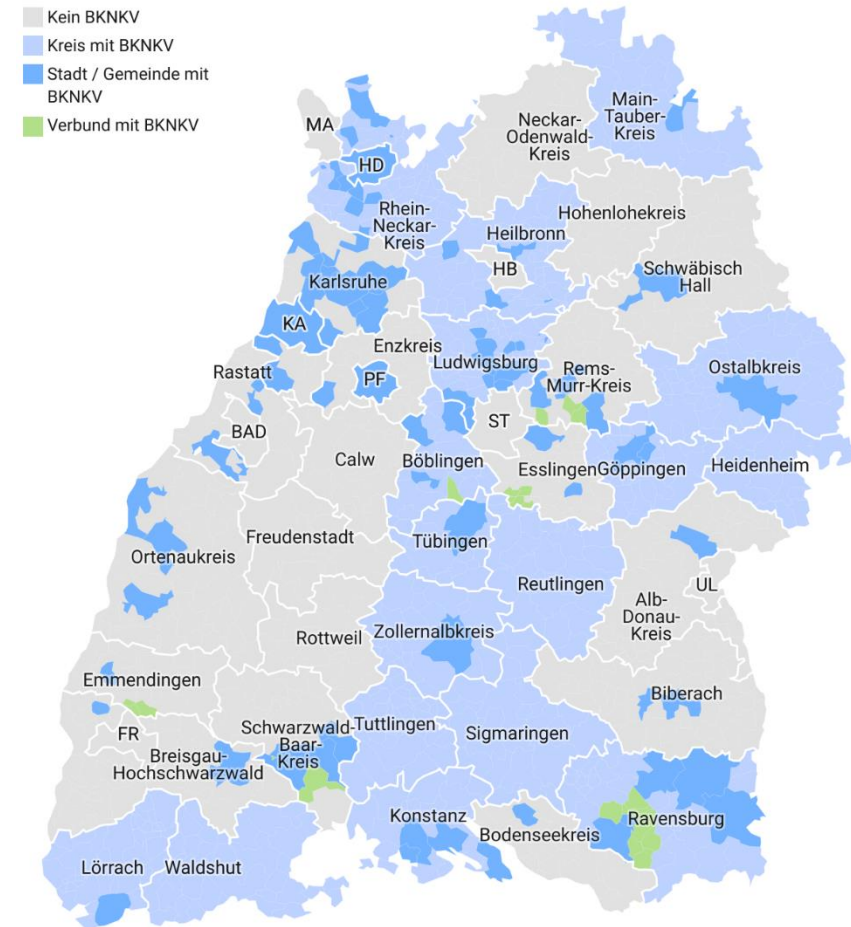 Kein BKNKV
Kreis mit BKNKV
Stadt / Gemeinde mit
BKNKV
Verbund mit BKNKV
MA
Neckar-
Odenwald-
Kreis
Main-
Tauber-
Kreis
HD
Rhein-
Neckar-
Kreis
Heilbronn
Hohenlohekreis
HB
Schwäbisch
Hall
Karlsruhe
KA
Enzkreis
Ludwigsburg
Rems-
Murr-Kreis
Ostalbkreis
Rastatt
PF
BAD
ST
Calw
Böblingen
Esslingen
Göppingen
Heidenheim
Freudenstadt
Tübingen
Ortenaukreis
Reutlingen
UL
Alb-
Donau-
Kreis
Rottweil
Zollernalbkreis
Emmendingen
Biberach
FR
Schwarzwald-
Baar-
Kreis
Tuttlingen
Sigmaringen
Breisgau-
Hochschwarzwald
Konstanz
Bodenseekreis
Ravensburg
Lörrach
Waldshut